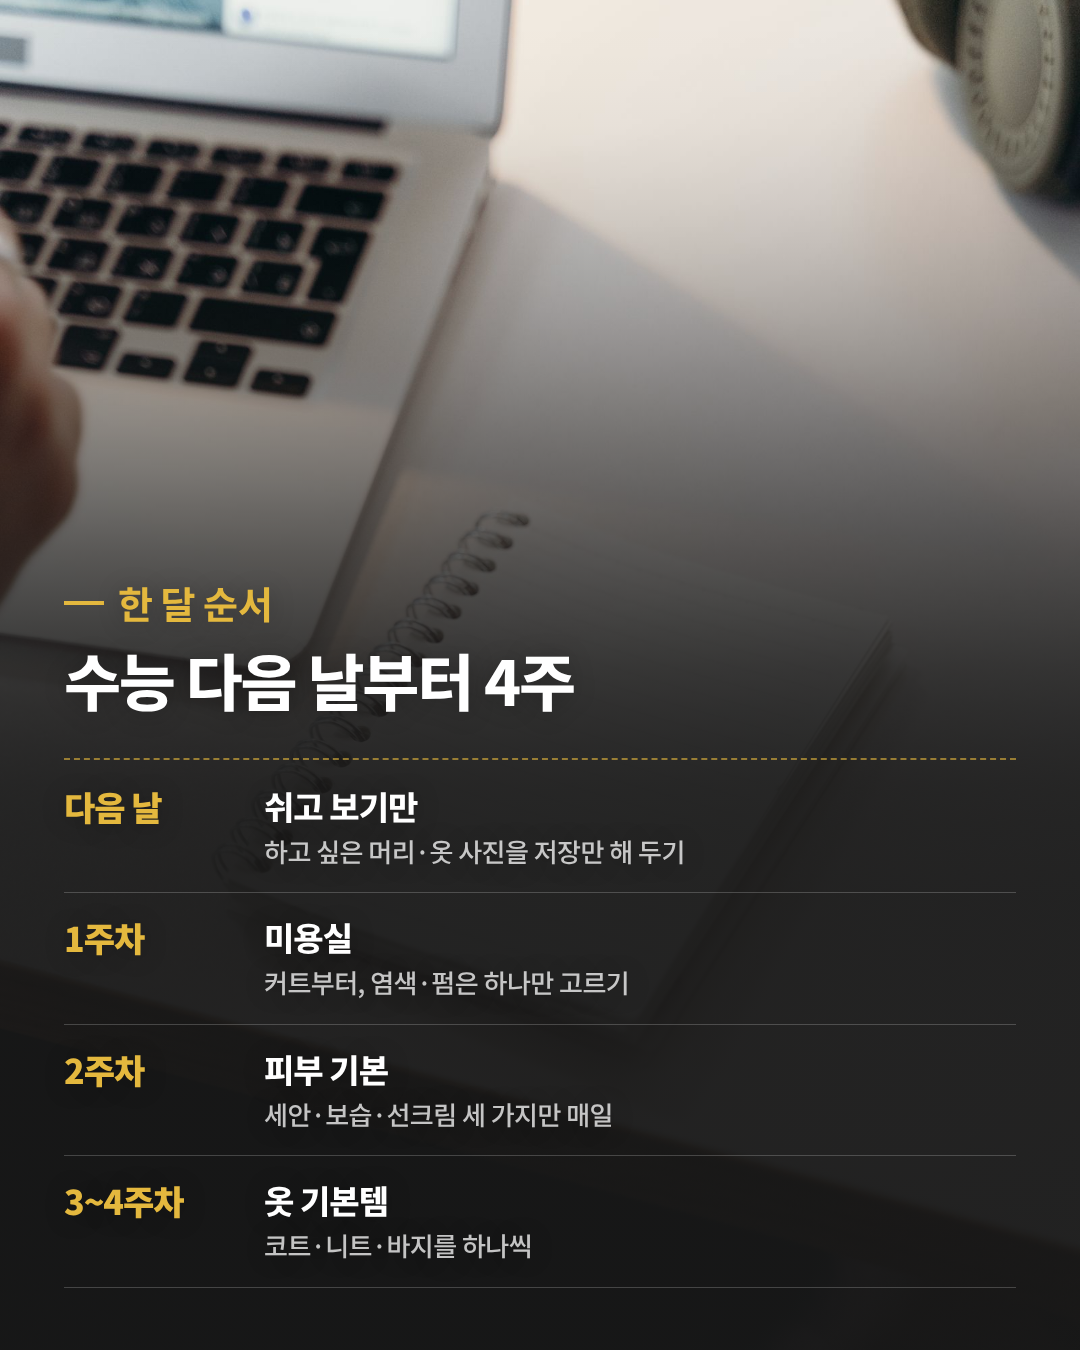 한 달 순서
수능 다음 날부터 4주
다음 날
쉬고 보기만
하고 싶은 머리·옷 사진을 저장만 해 두기
1주차
미용실
커트부터, 염색·펌은 하나만 고르기
2주차
피부 기본
세안·보습·선크림 세 가지만 매일
3~4주차
옷 기본템
코트·니트·바지를 하나씩